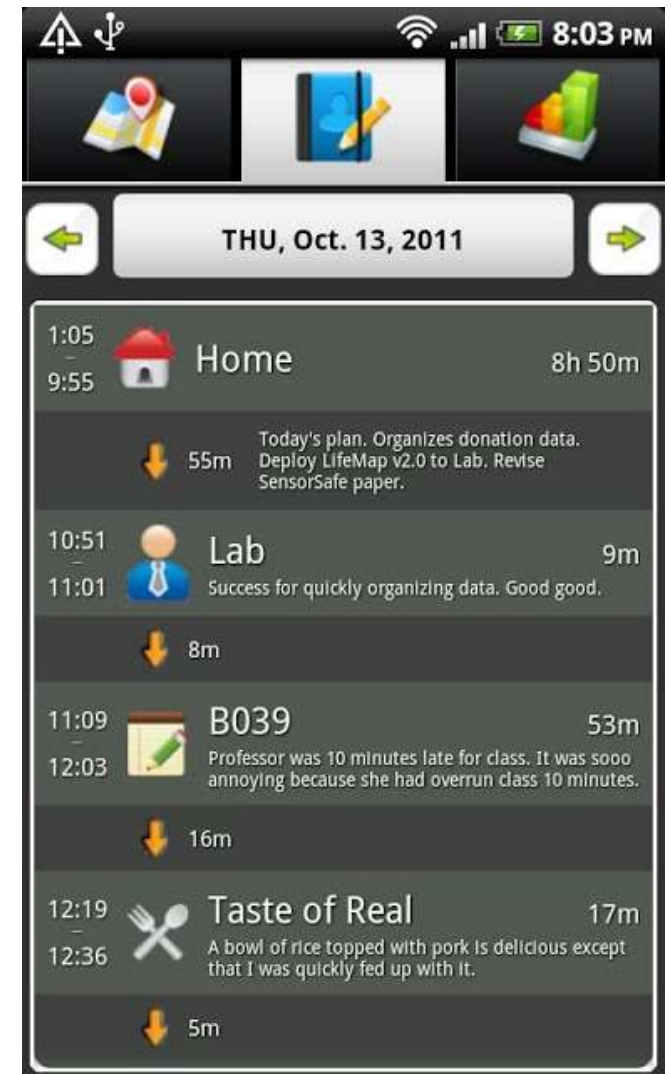 8:03 PM
THU, Oct. 13, 2011
1:05
–
9:55
Home
8h 50m
55m
Today's plan. Organizes donation data.
Deploy LifeMap v2.0 to Lab. Revise
SensorSafe paper.
10:51
–
11:01
Lab
9m
Success for quickly organizing data. Good good.
8m
11:09
–
12:03
B039
53m
Professor was 10 minutes late for class. It was sooo
annoying because she had overrun class 10 minutes.
16m
12:19
–
12:36
Taste of Real
17m
A bowl of rice topped with pork is delicious except
that I was quickly fed up with it.
5m